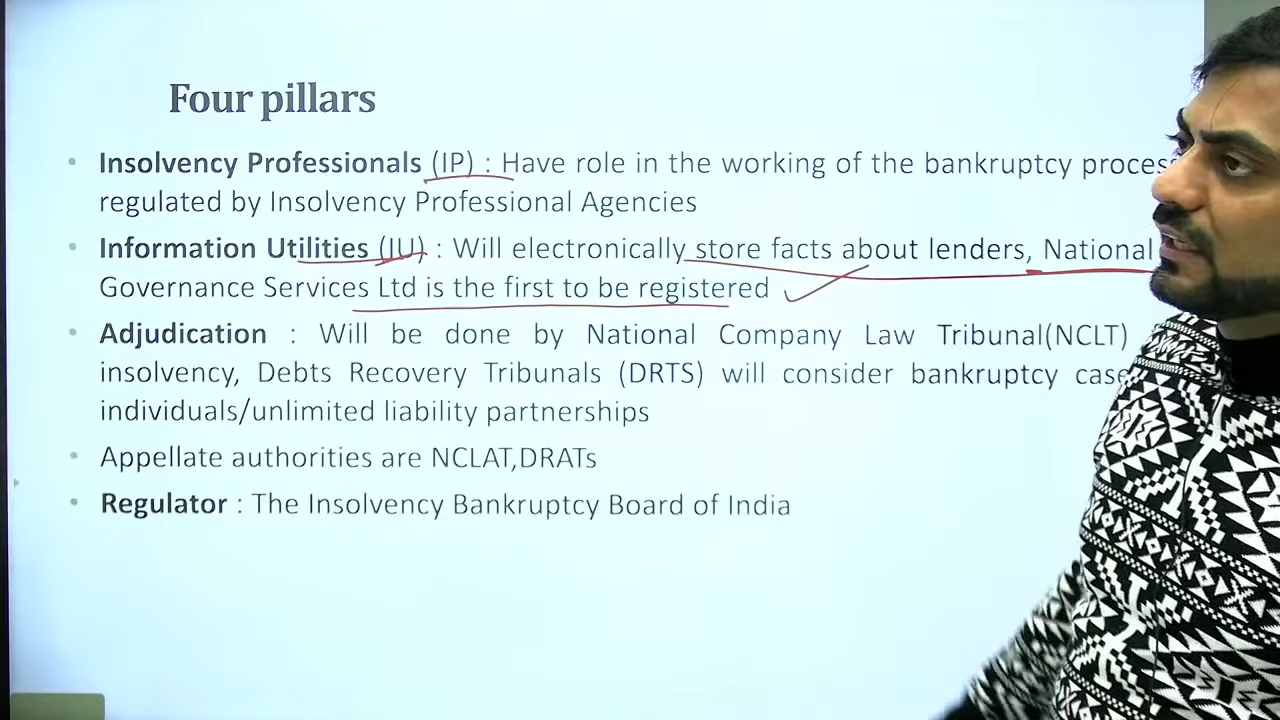 Four pillars
• Insolvency Professionals (IP) : Have role in the working of the bankruptcy
regulated by Insolvency Professional Agencies
• Information Utilities (IU) : Will electronically store facts about lenders, National
Governance Services Ltd is the first to be registered
• Adjudication : Will be done by National Company Law Tribunal(NCLT)
insolvency, Debts Recovery Tribunals (DRTS) will consider bankruptcy
individuals/unlimited liability partnerships
• Appellate authorities are NCLAT,DRATs
• Regulator : The Insolvency Bankruptcy Board of India